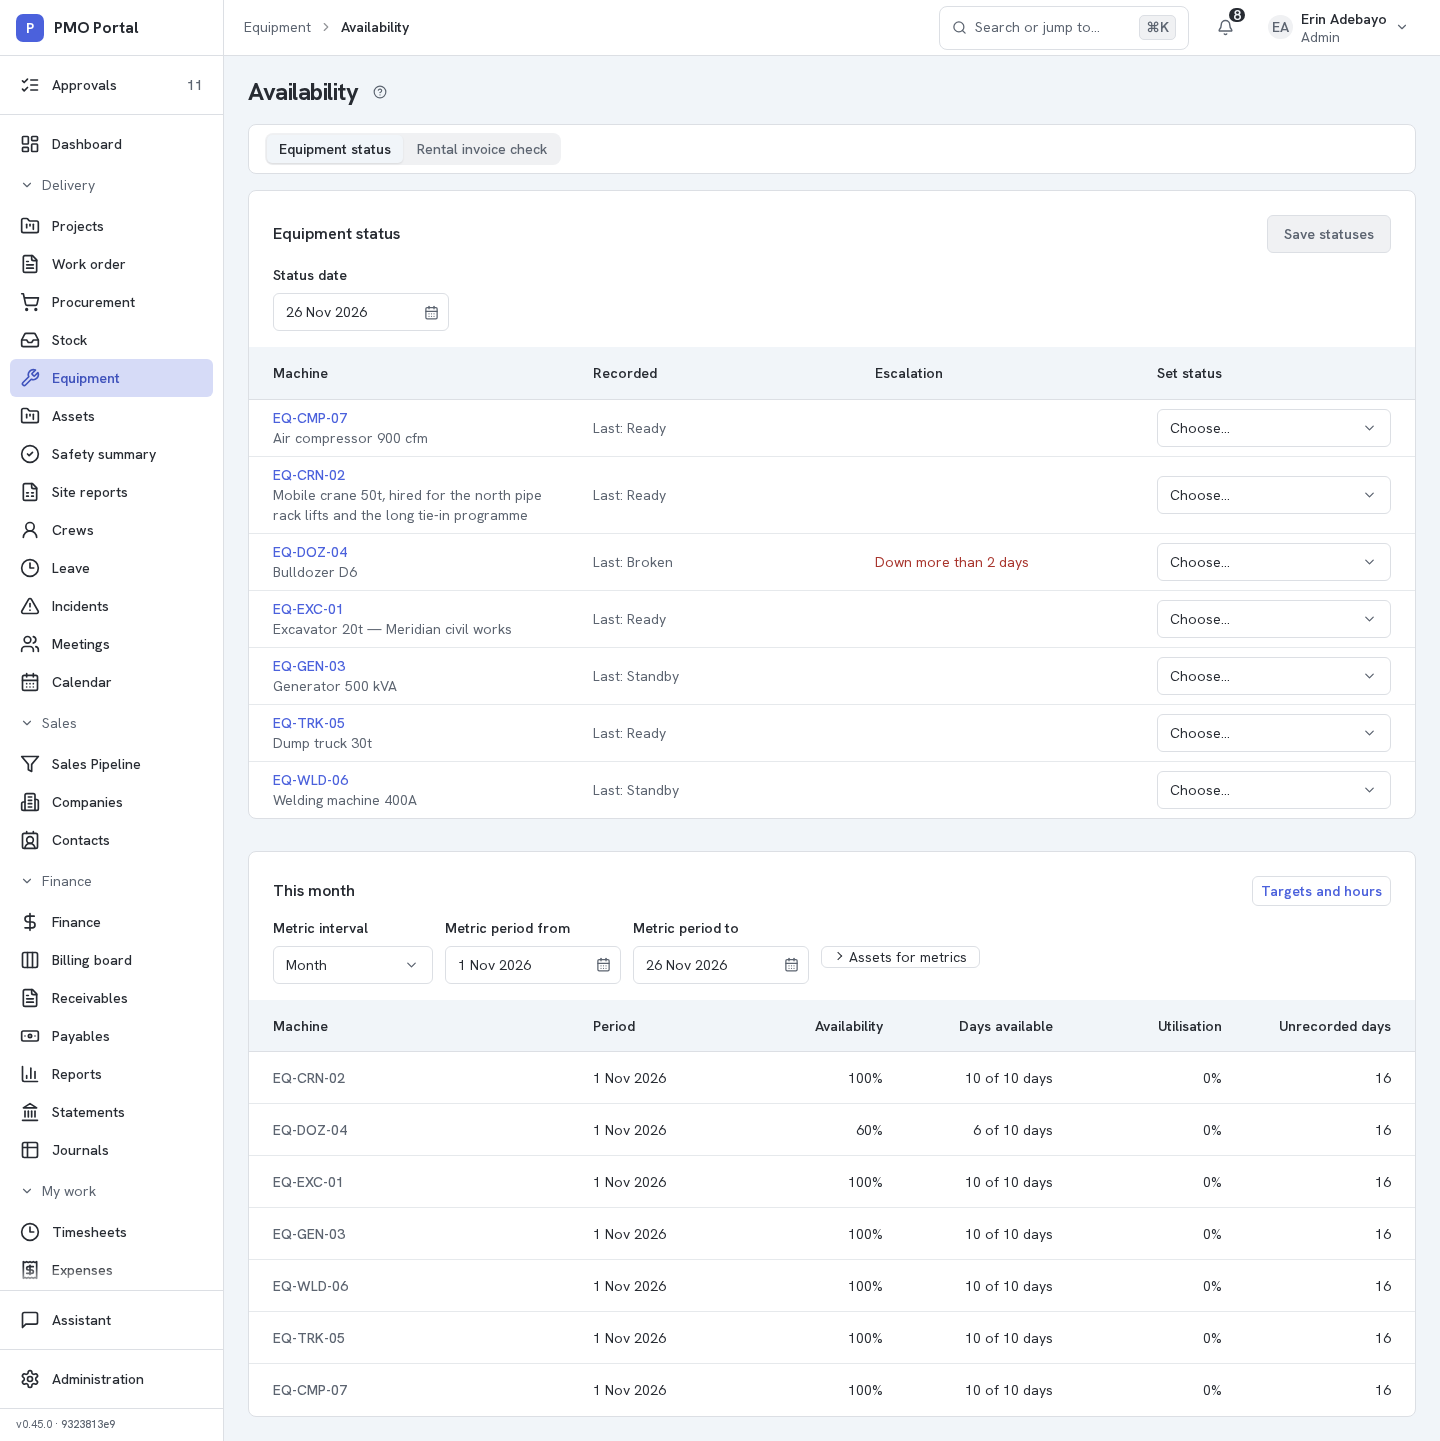 P PMO Portal
Equipment > Availability
Search or jump to... ⌘K
8
EA
Erin Adebayo
Admin
Approvals 11
Dashboard
Delivery
Projects
Work order
Procurement
Stock
Equipment
Assets
Safety summary
Site reports
Crews
Leave
Incidents
Meetings
Calendar
Sales
Sales Pipeline
Companies
Contacts
Finance
Finance
Billing board
Receivables
Payables
Reports
Statements
Journals
My work
Timesheets
Expenses
Assistant
Administration
v0.45.0 · 9323813e9
Availability
Equipment status Rental invoice check
Equipment status Save statuses
Status date
26 Nov 2026
Machine Recorded Escalation Set status
EQ-CMP-07
Air compressor 900 cfm
Last: Ready Choose...
EQ-CRN-02
Mobile crane 50t, hired for the north pipe
rack lifts and the long tie-in programme
Last: Ready Choose...
EQ-DOZ-04
Bulldozer D6
Last: Broken Down more than 2 days Choose...
EQ-EXC-01
Excavator 20t — Meridian civil works
Last: Ready Choose...
EQ-GEN-03
Generator 500 kVA
Last: Standby Choose...
EQ-TRK-05
Dump truck 30t
Last: Ready Choose...
EQ-WLD-06
Welding machine 400A
Last: Standby Choose...
This month Targets and hours
Metric interval Metric period from Metric period to
Month 1 Nov 2026 26 Nov 2026 > Assets for metrics
Machine Period Availability Days available Utilisation Unrecorded days
EQ-CRN-02 1 Nov 2026 100% 10 of 10 days 0% 16
EQ-DOZ-04 1 Nov 2026 60% 6 of 10 days 0% 16
EQ-EXC-01 1 Nov 2026 100% 10 of 10 days 0% 16
EQ-GEN-03 1 Nov 2026 100% 10 of 10 days 0% 16
EQ-WLD-06 1 Nov 2026 100% 10 of 10 days 0% 16
EQ-TRK-05 1 Nov 2026 100% 10 of 10 days 0% 16
EQ-CMP-07 1 Nov 2026 100% 10 of 10 days 0% 16